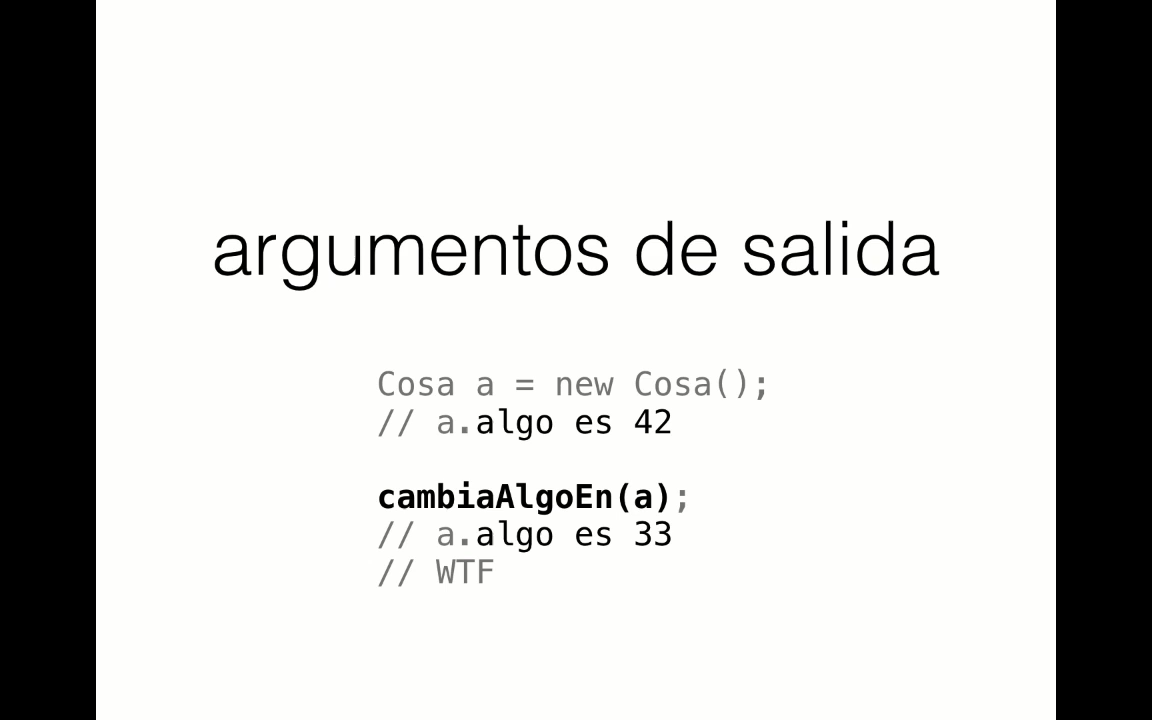 argumentos de salida
Cosa a = new Cosa();
// a.algo es 42
cambiaAlgoEn(a);
// a.algo es 33
// WTF